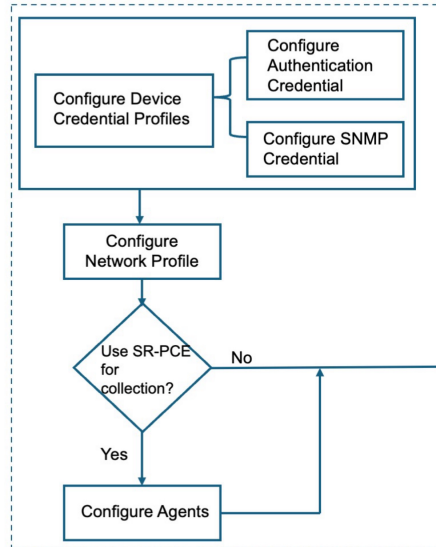 Configure
Authentication
Credential
Configure Device
Credential Profiles
Configure SNMP
Credential
Configure
Network Profile
Use SR-PCE
for
collection?
No
Yes
Configure Agents